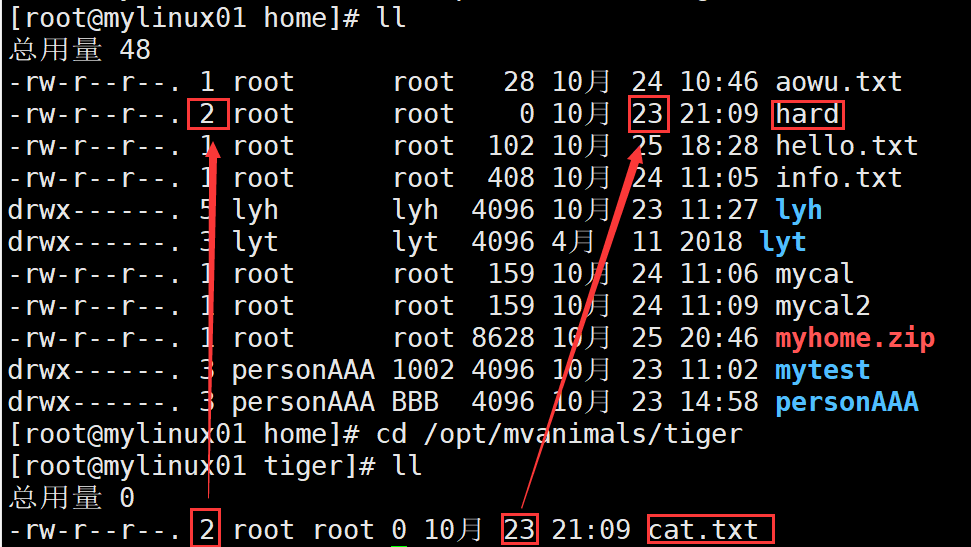 [root@mylinux01 home]# ll
总用量 48
-rw-r--r--. 1 root      root   28 10月  24 10:46 aowu.txt
-rw-r--r--. 2 root      root    0 10月  23 21:09 hard
-rw-r--r--. 1 root      root  102 10月  25 18:28 hello.txt
-rw-r--r--. 1 root      root  408 10月  24 11:05 info.txt
drwx------. 5 lyh       lyh  4096 10月  23 11:27 lyh
drwx------. 3 lyt       lyt  4096 4月   11 2018 lyt
-rw-r--r--. 1 root      root  159 10月  24 11:06 mycal
-rw-r--r--. 1 root      root  159 10月  24 11:09 mycal2
-rw-r--r--. 1 root      root 8628 10月  25 20:46 myhome.zip
drwx------. 3 personAAA 1002 4096 10月  23 11:02 mytest
drwx------. 3 personAAA BBB  4096 10月  23 14:58 personAAA
[root@mylinux01 home]# cd /opt/mvanimals/tiger
[root@mylinux01 tiger]# ll
总用量 0
-rw-r--r--. 2 root root 0 10月  23 21:09 cat.txt